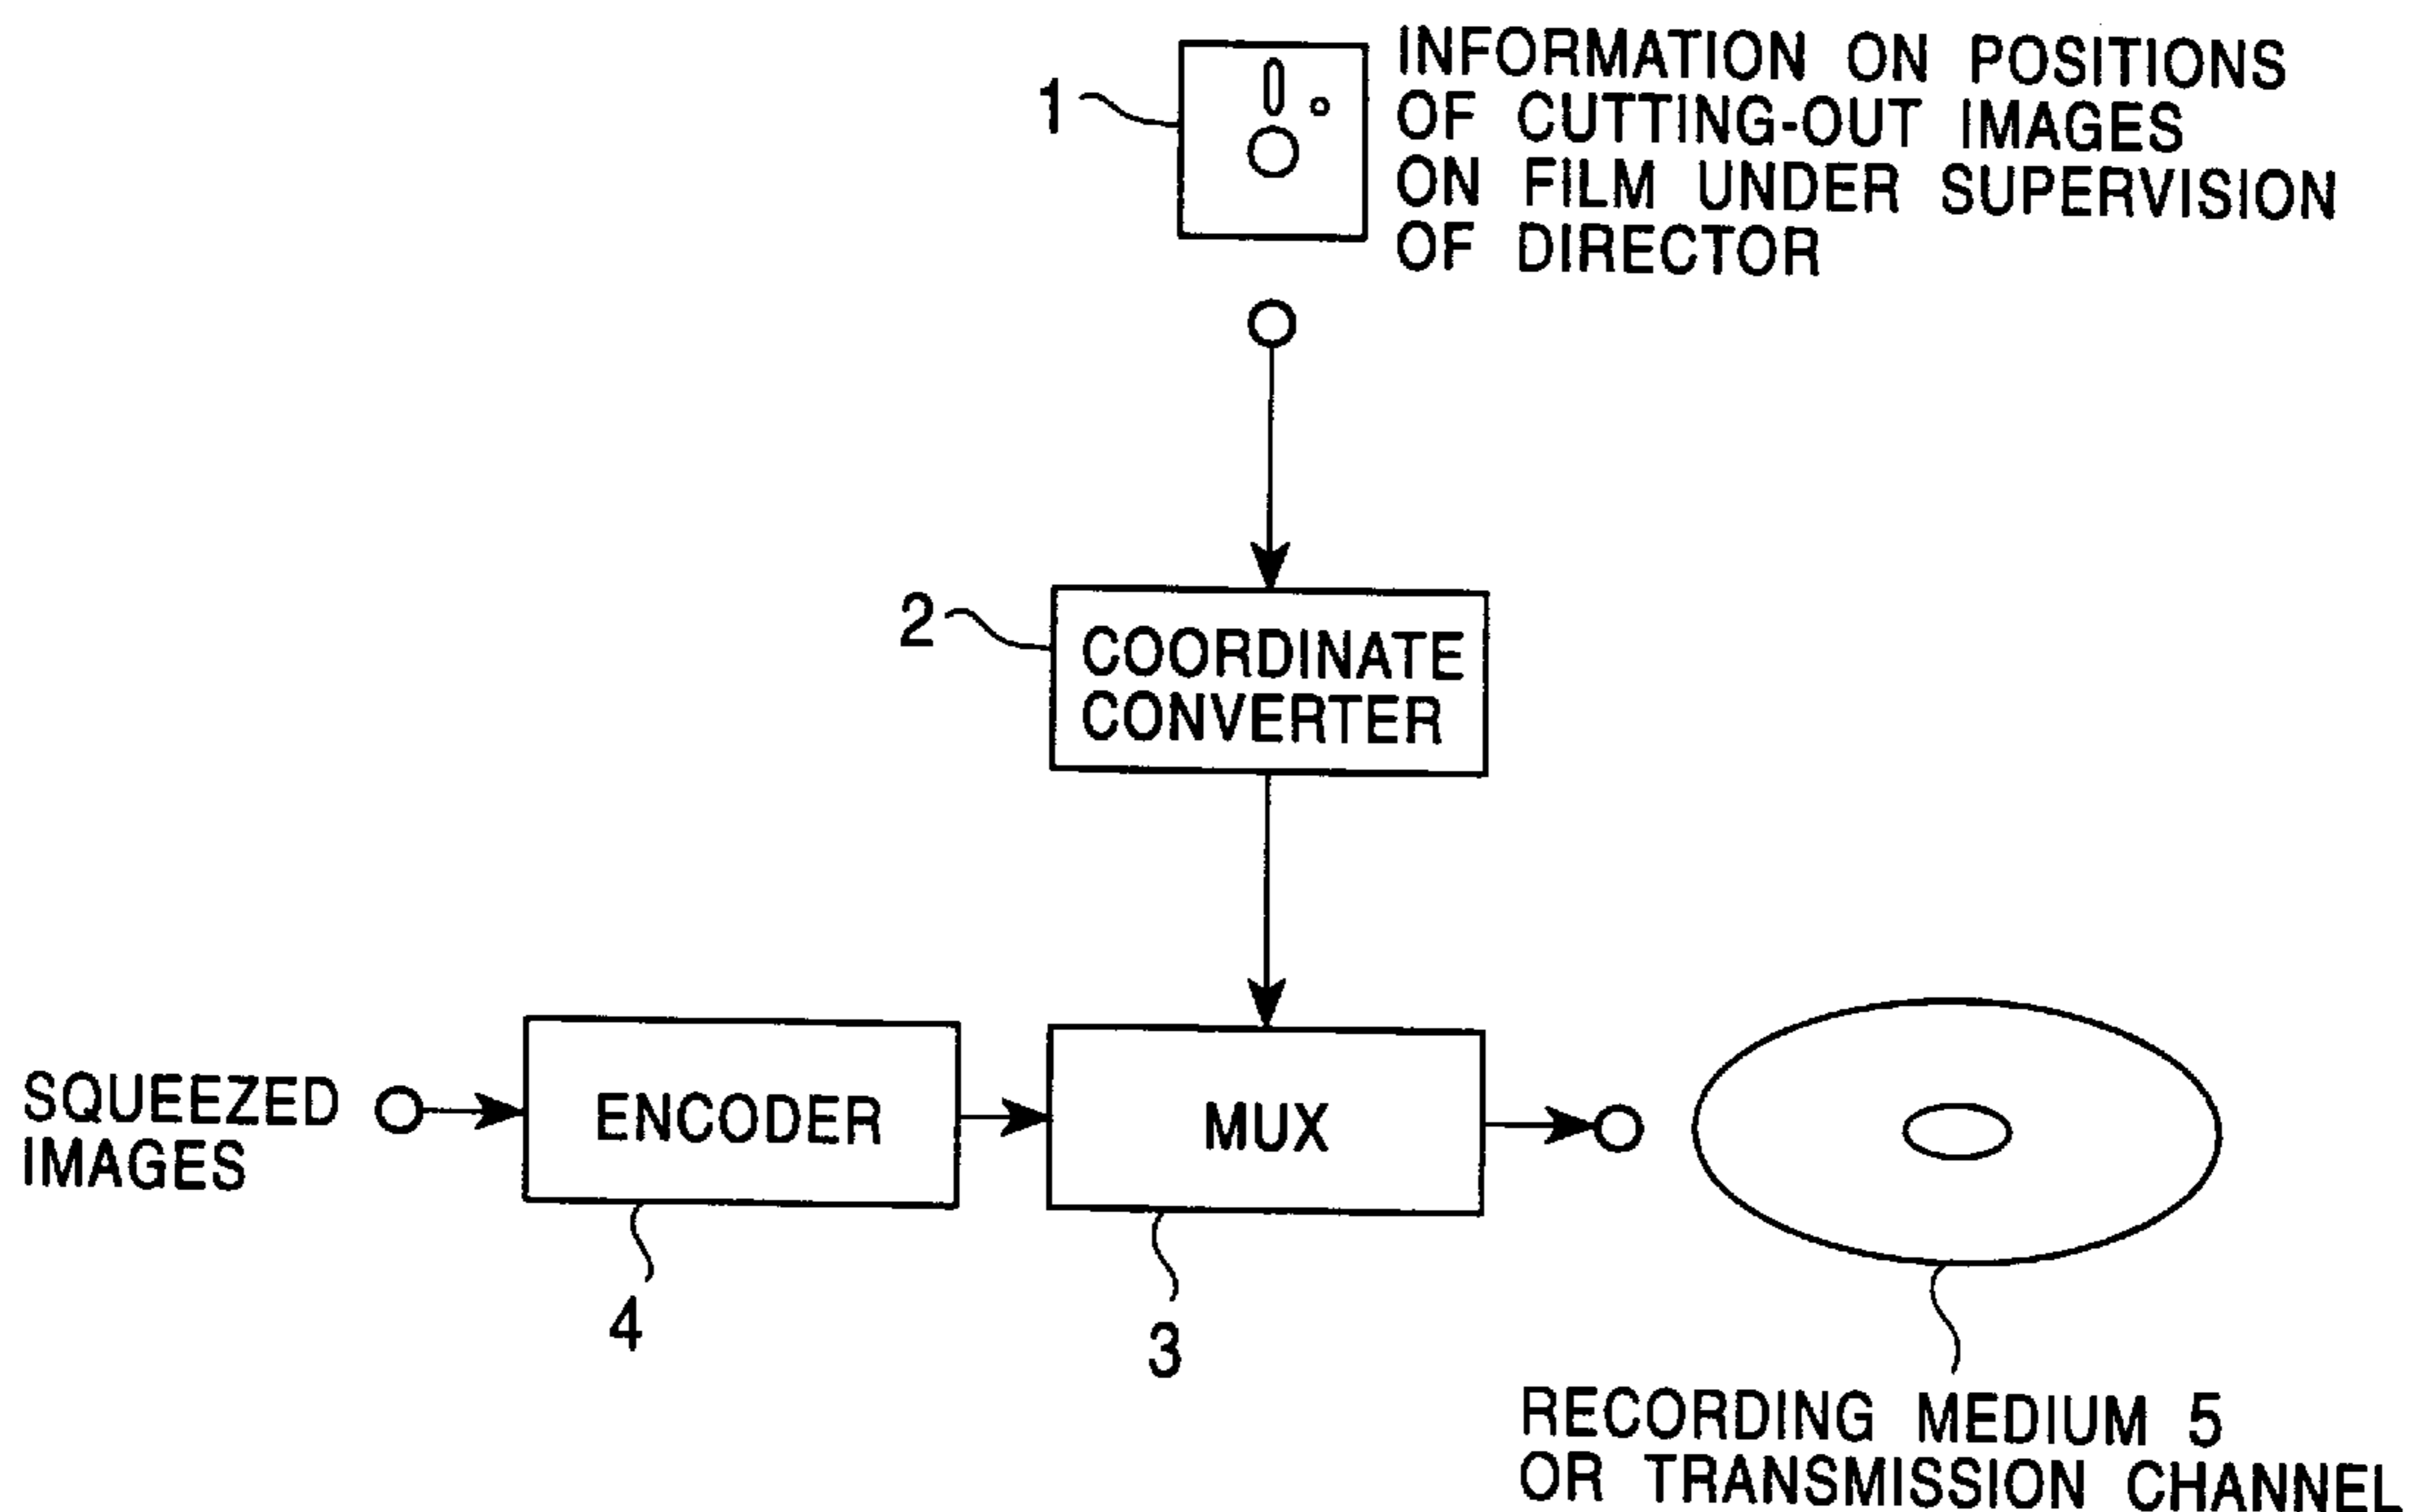 1
INFORMATION ON POSITIONS
OF CUTTING-OUT IMAGES
ON FILM UNDER SUPERVISION
OF DIRECTOR
2
COORDINATE
CONVERTER
SQUEEZED
IMAGES
ENCODER
MUX
4
3
RECORDING MEDIUM 5
OR TRANSMISSION CHANNEL